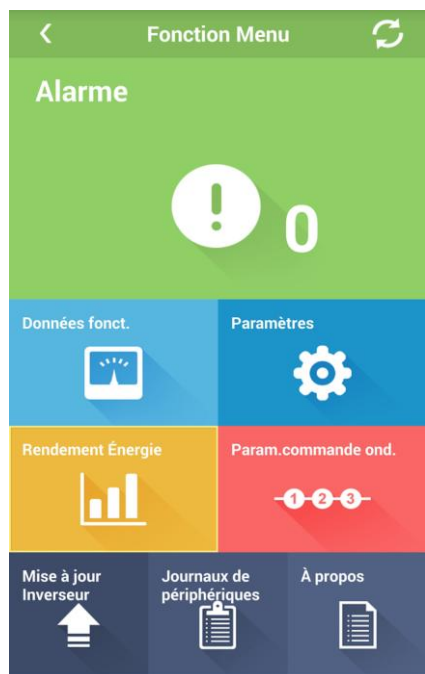 Fonction Menu
Alarme
! 0
Données fonct.
Paramètres
Rendement Énergie
Param.commande ond.
1 2 3
Mise à jour
Inverseur
Journaux de
périphériques
À propos